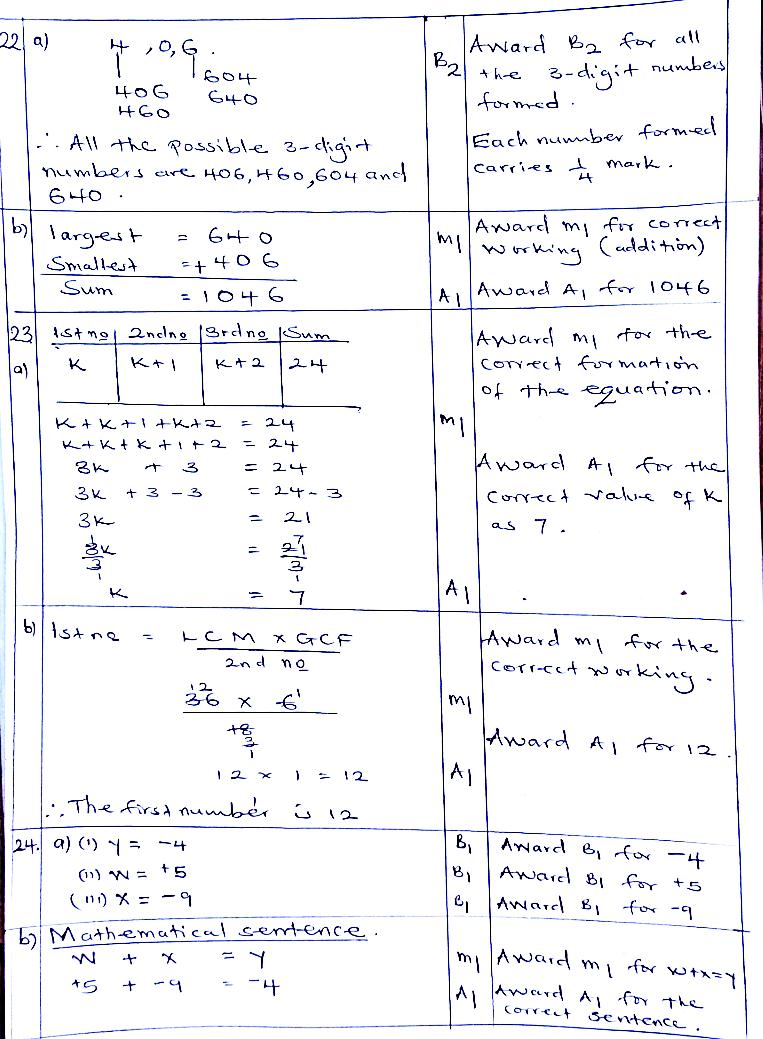 22 a) 4 , 0, 6 .
604
406 640
460
∴ All the possible 3-digit
numbers are 406, 460, 604 and
640 .
B2
Award B2 for all
the 3-digit numbers
formed .
Each number formed
carries 1/4 mark .
b) largest = 640
Smallest = + 406
Sum = 1046
M1
A1
Award M1 for correct
working (addition)
Award A1 for 1046
23 a)
1st no 2nd no 3rd no Sum
K K+1 K+2 24
K + K + 1 + K + 2 = 24
K + K + K + 1 + 2 = 24
3K + 3 = 24
3K + 3 - 3 = 24 - 3
3K = 21
1 7
3K = 21
3 3
1 1
K = 7
M1
A1
Award M1 for the
correct formation
of the equation.
Award A1 for the
correct value of K
as 7 .
b) 1st no = LCM x GCF
2nd no
12 1
36 x 6
18
3
1
12 x 1 = 12
∴ The first number is 12
M1
A1
Award M1 for the
correct working .
Award A1 for 12 .
24. a) (i) Y = -4 B1 Award B1 for -4
(ii) W = +5 B1 Award B1 for +5
(iii) X = -9 B1 Award B1 for -9
b) Mathematical sentence .
W + X = Y
+5 + -9 = -4
M1
A1
Award M1 for W+X=Y
Award A1 for the
correct sentence .